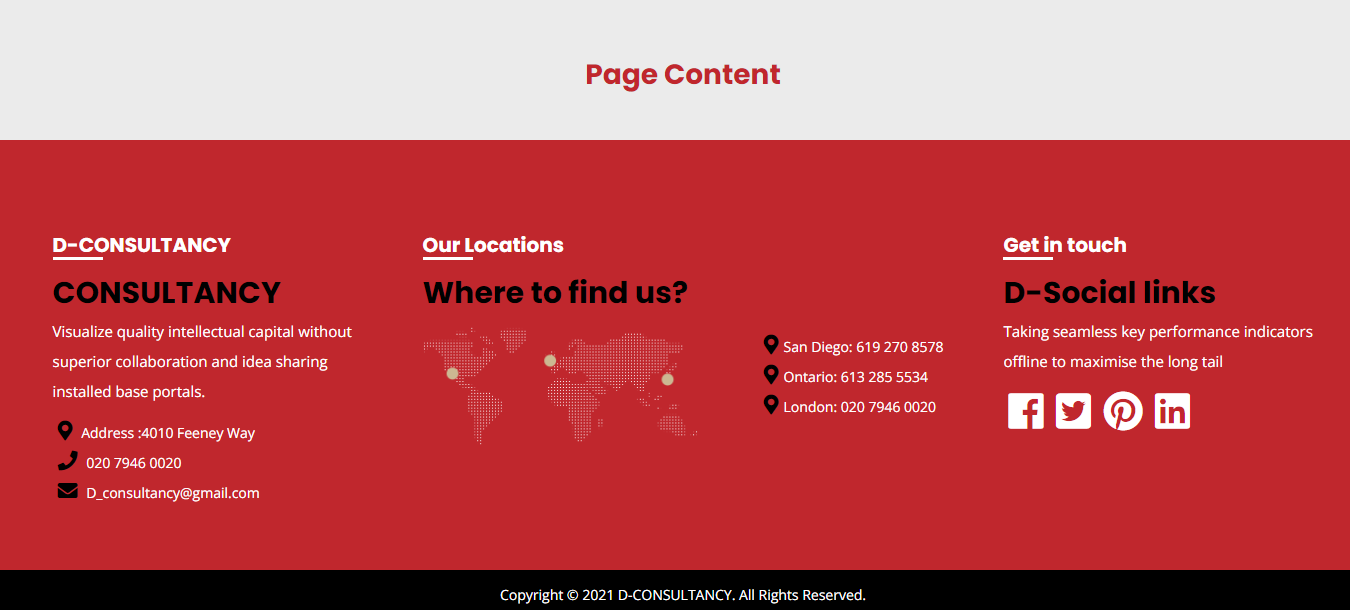 Page Content
D-CONSULTANCY
CONSULTANCY
Visualize quality intellectual capital without
superior collaboration and idea sharing
installed base portals.
Address :4010 Feeney Way
020 7946 0020
D_consultancy@gmail.com
Our Locations
Where to find us?
San Diego: 619 270 8578
Ontario: 613 285 5534
London: 020 7946 0020
Get in touch
D-Social links
Taking seamless key performance indicators
offline to maximise the long tail
Copyright © 2021 D-CONSULTANCY. All Rights Reserved.